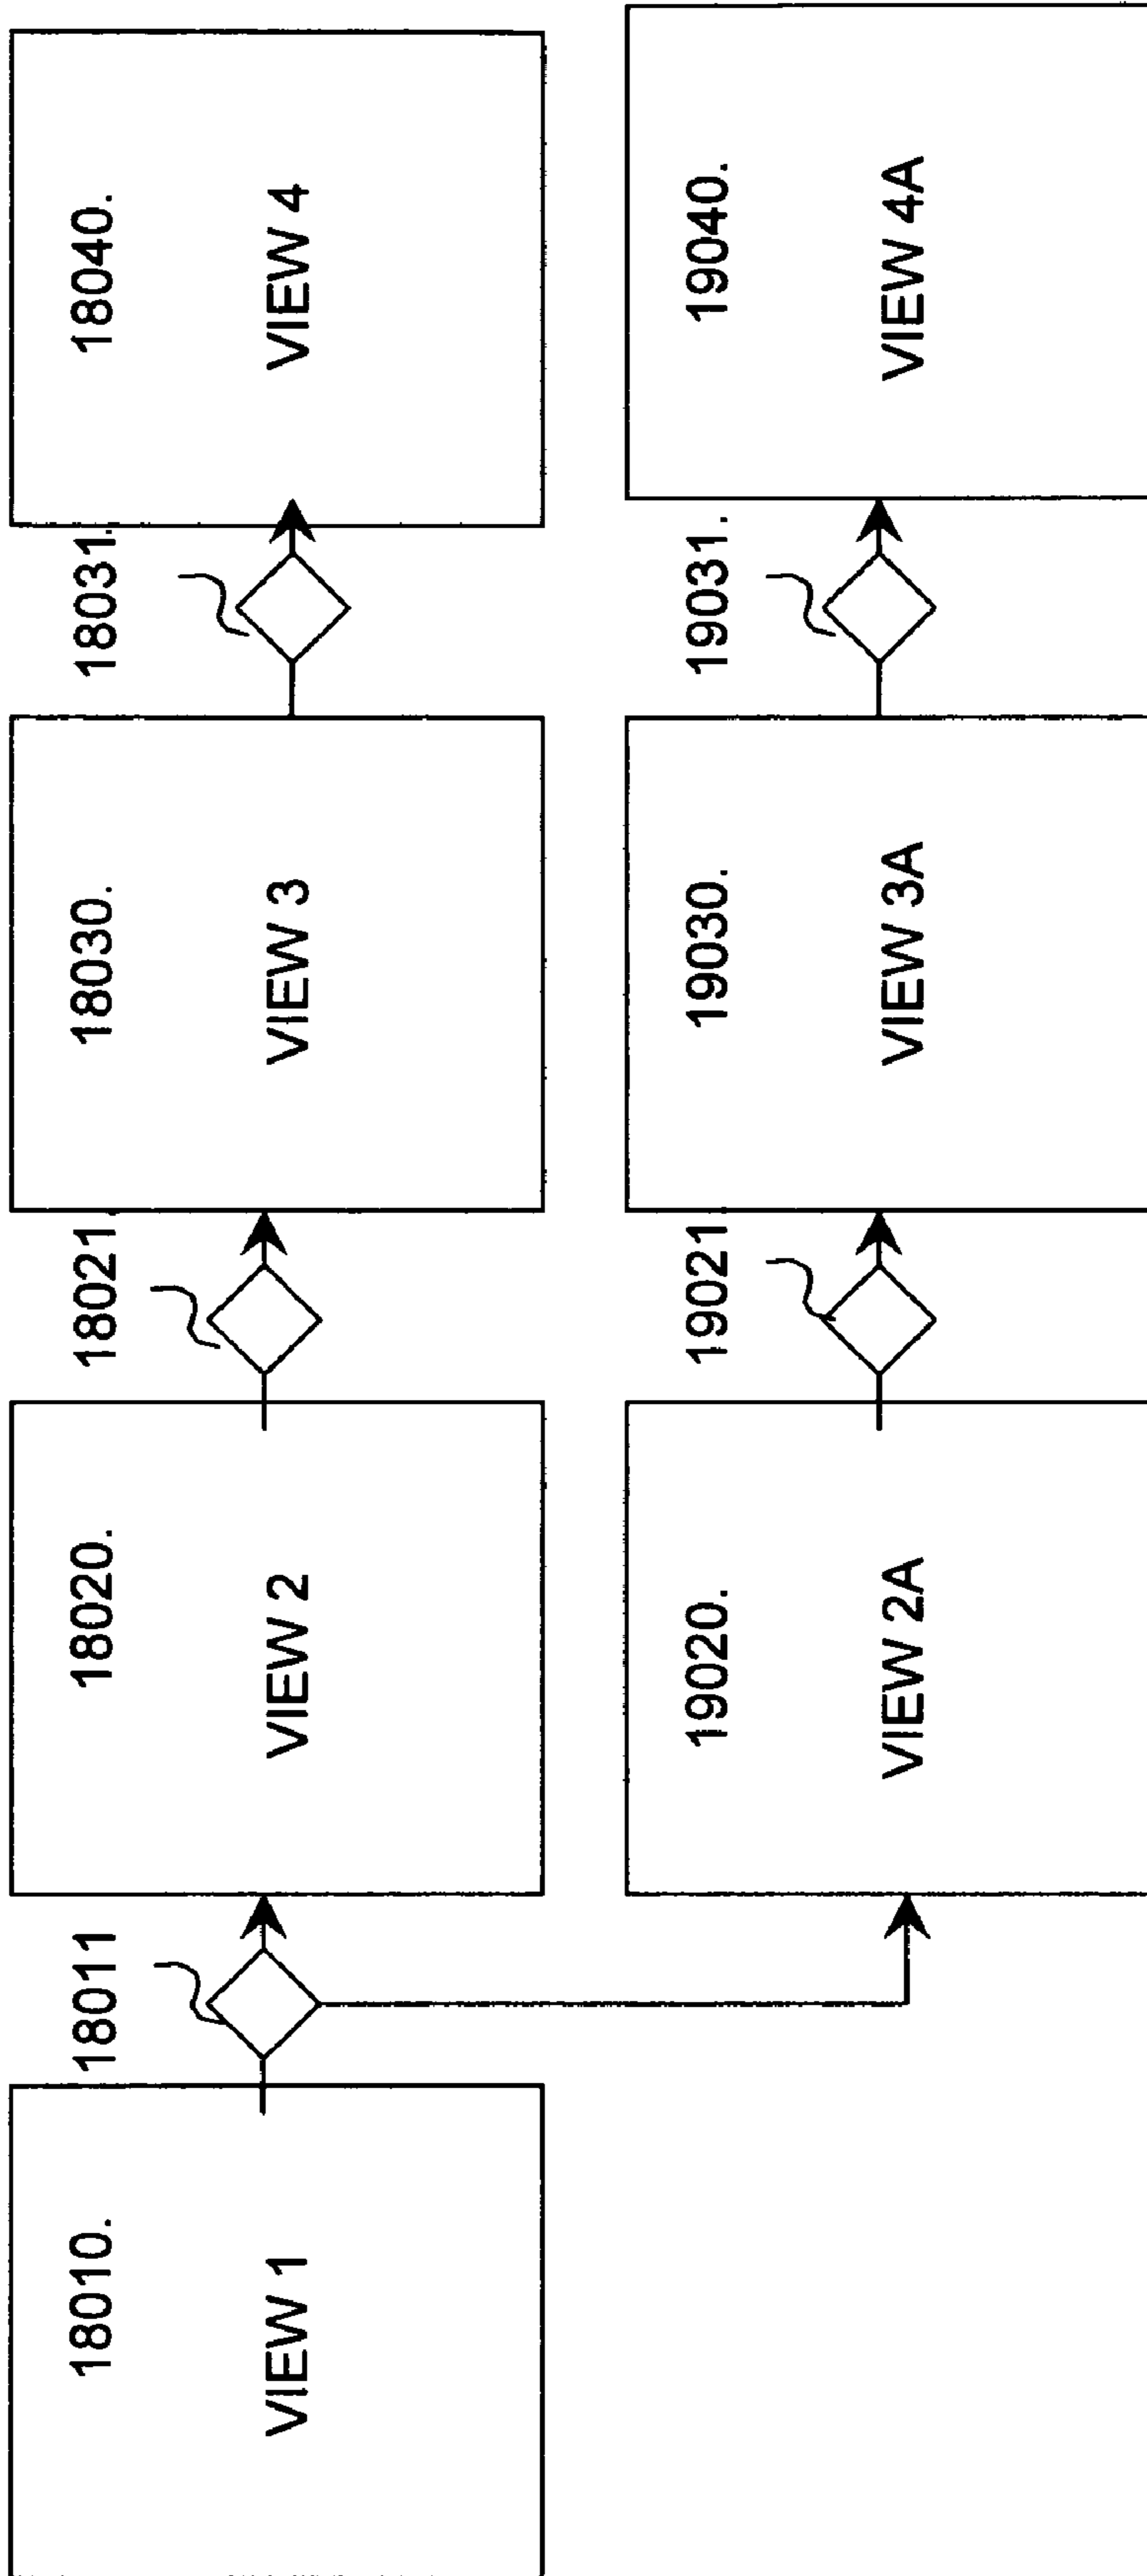 18010.
VIEW 1
18011
18020.
VIEW 2
18021.
18030.
VIEW 3
18031.
18040.
VIEW 4
19020.
VIEW 2A
19021
19030.
VIEW 3A
19031.
19040.
VIEW 4A